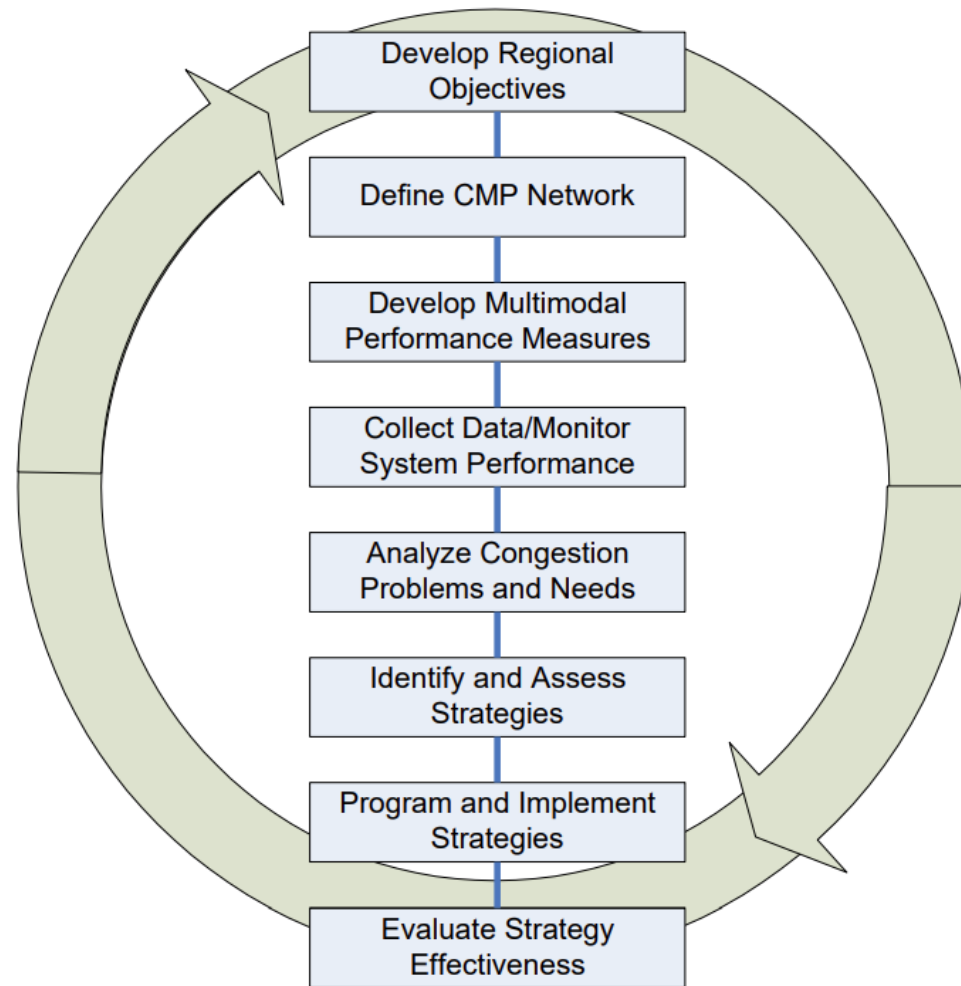 Develop Regional
Objectives
Define CMP Network
Develop Multimodal
Performance Measures
Collect Data/Monitor
System Performance
Analyze Congestion
Problems and Needs
Identify and Assess
Strategies
Program and Implement
Strategies
Evaluate Strategy
Effectiveness